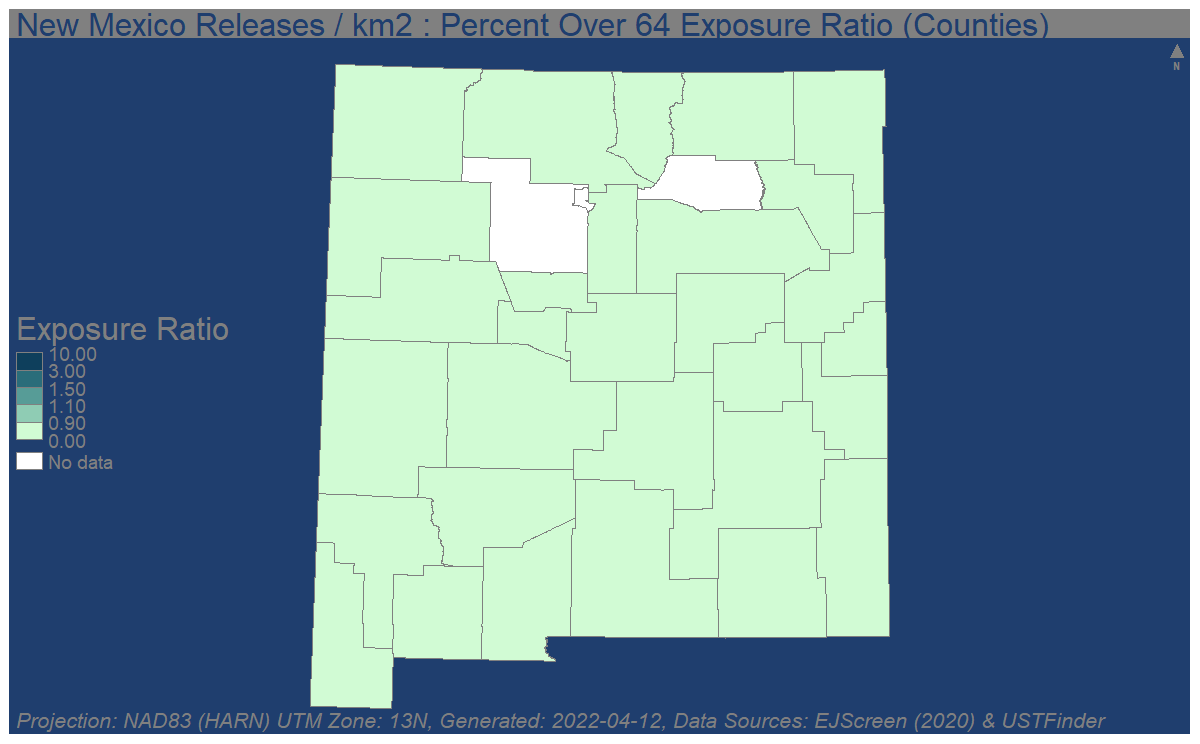 New Mexico Releases / km2 : Percent Over 64 Exposure Ratio (Counties)
N
Exposure Ratio
10.00
3.00
1.50
1.10
0.90
0.00
No data
Projection: NAD83 (HARN) UTM Zone: 13N, Generated: 2022-04-12, Data Sources: EJScreen (2020) & USTFinder